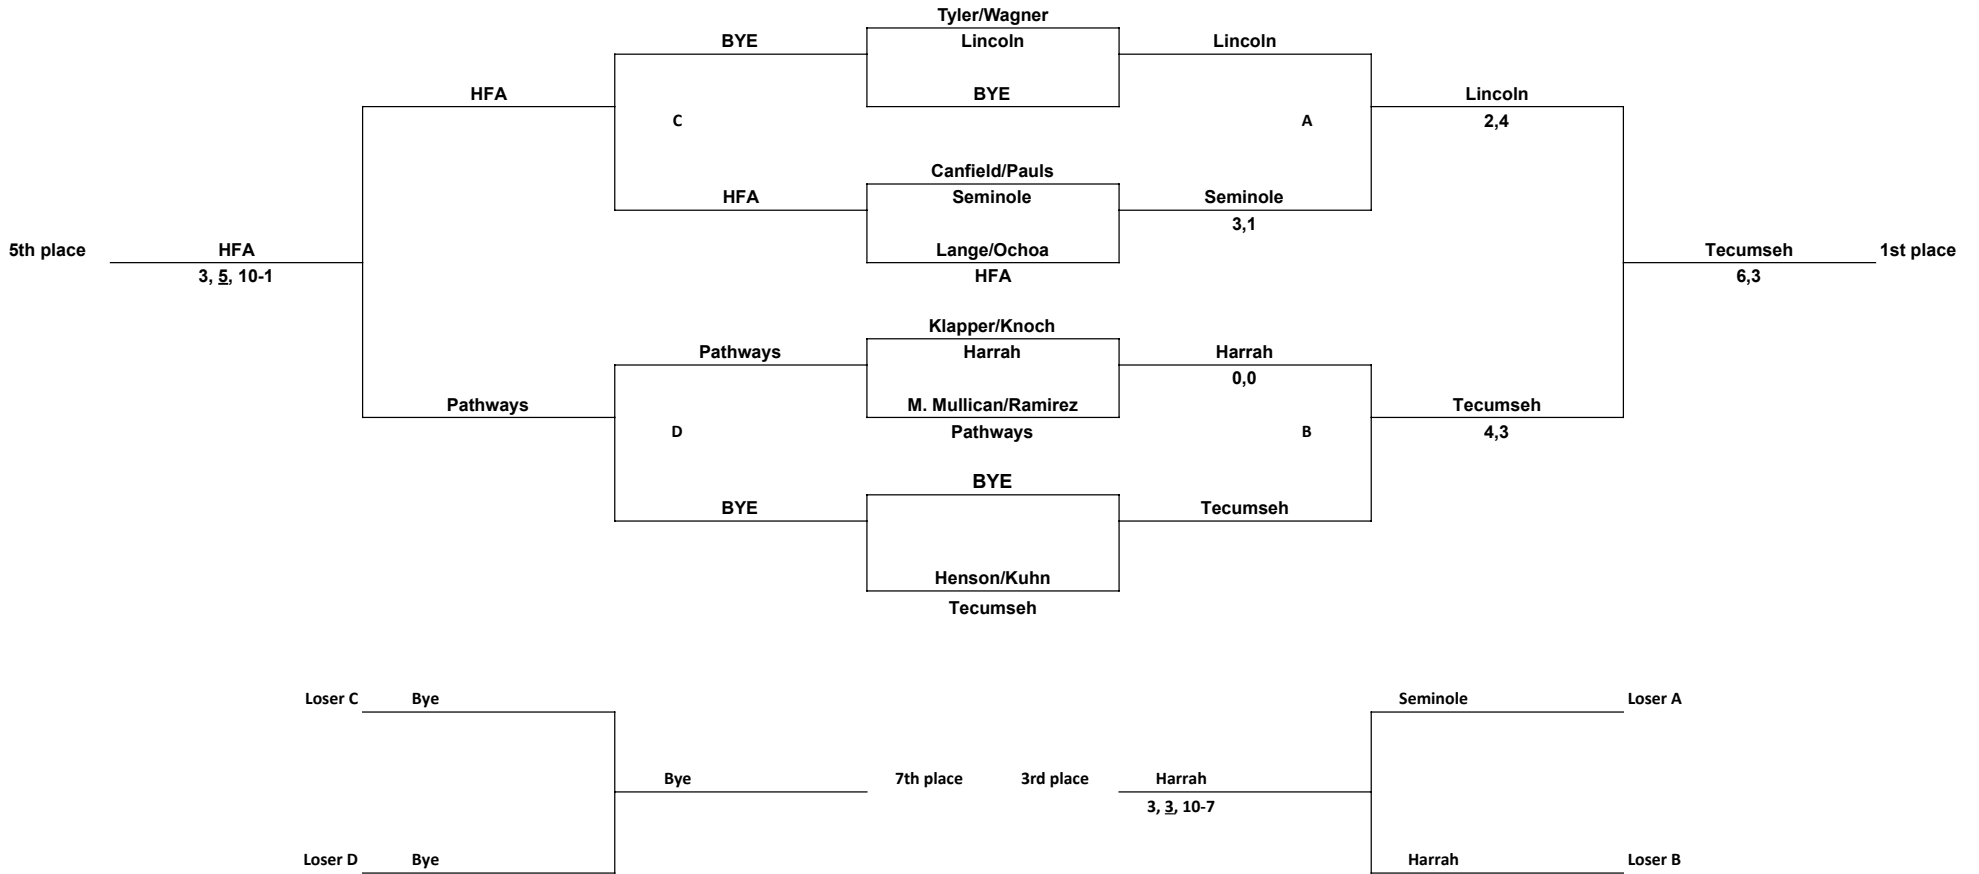 Tyler/Wagner
BYE
Lincoln
Lincoln
HFA
BYE
Lincoln
C
A
2,4
Canfield/Pauls
HFA
Seminole
Seminole
3,1
5th place
HFA
Lange/Ochoa
Tecumseh
1st place
3, 5, 10-1
HFA
6,3
Klapper/Knoch
Pathways
Harrah
Harrah
0,0
Pathways
M. Mullican/Ramirez
Tecumseh
D
Pathways
B
4,3
BYE
BYE
Tecumseh
Henson/Kuhn
Tecumseh
Loser C
Bye
Seminole
Loser A
Bye
7th place
3rd place
Harrah
3, 3, 10-7
Loser D
Bye
Harrah
Loser B